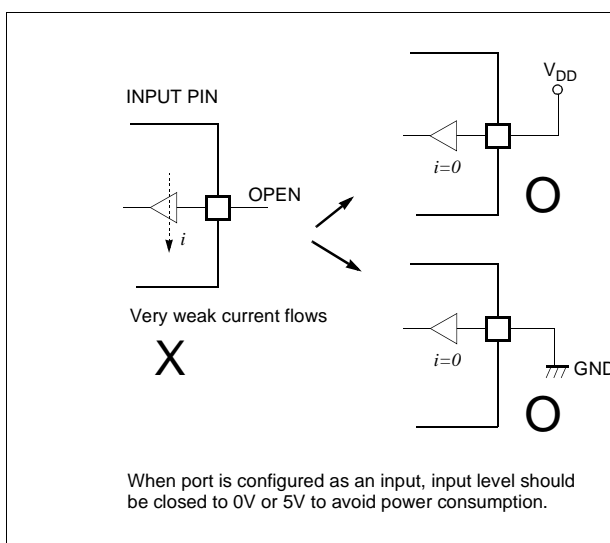 INPUT PIN
OPEN
i
Very weak current flows
X
VDD
i=0
O
i=0
GND
O
When port is configured as an input, input level should
be closed to 0V or 5V to avoid power consumption.